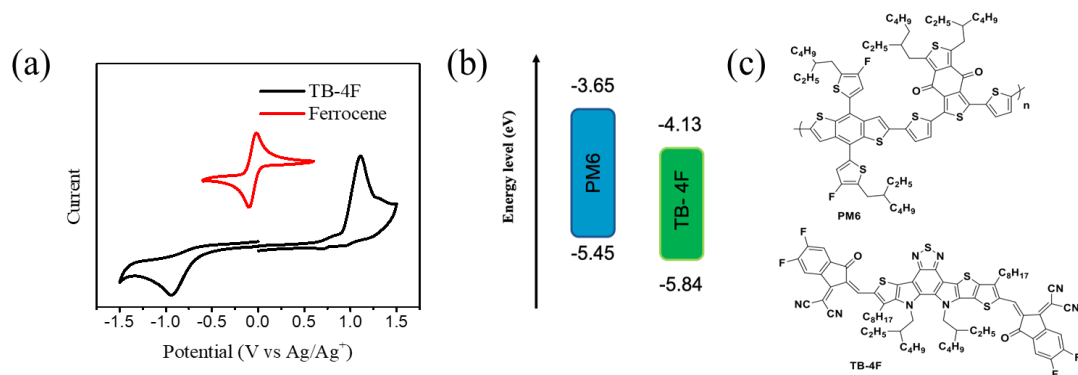 (a)
TB-4F
Ferrocene
Current
-1.5 -1.0 -0.5 0.0 0.5 1.0 1.5
Potential (V vs Ag/Ag⁺)
(b)
Energy level (eV)
-3.65
PM6
-5.45
-4.13
TB- 4F
-5.84
(c)
C₄H₉
C₂H₅
C₄H₉
C₂H₅
C₄H₉
C₂H₅
F
S
S
O
O
S
S
S
S
S
S
n
S
F
C₂H₅
C₄H₉
PM6
F
F
O
NC
CN
S
N
N
S
S
S
S
N
N
C₈H₁₇
C₈H₁₇
C₂H₅
C₄H₉
C₂H₅
C₄H₉
CN
CN
O
F
F
TB-4F